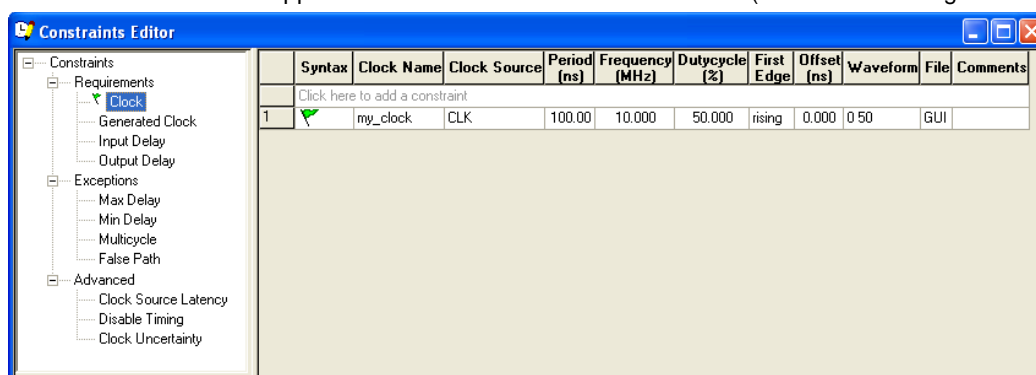 Constraints Editor
Constraints
Requirements
Clock
Generated Clock
Input Delay
Output Delay
Exceptions
Max Delay
Min Delay
Multicycle
False Path
Advanced
Clock Source Latency
Disable Timing
Clock Uncertainty
Syntax Clock Name Clock Source Period (ns) Frequency (MHz) Dutycycle (%) First Edge Offset (ns) Waveform File Comments
Click here to add a constraint
1 my_clock CLK 100.00 10.000 50.000 rising 0.000 0 50 GUI